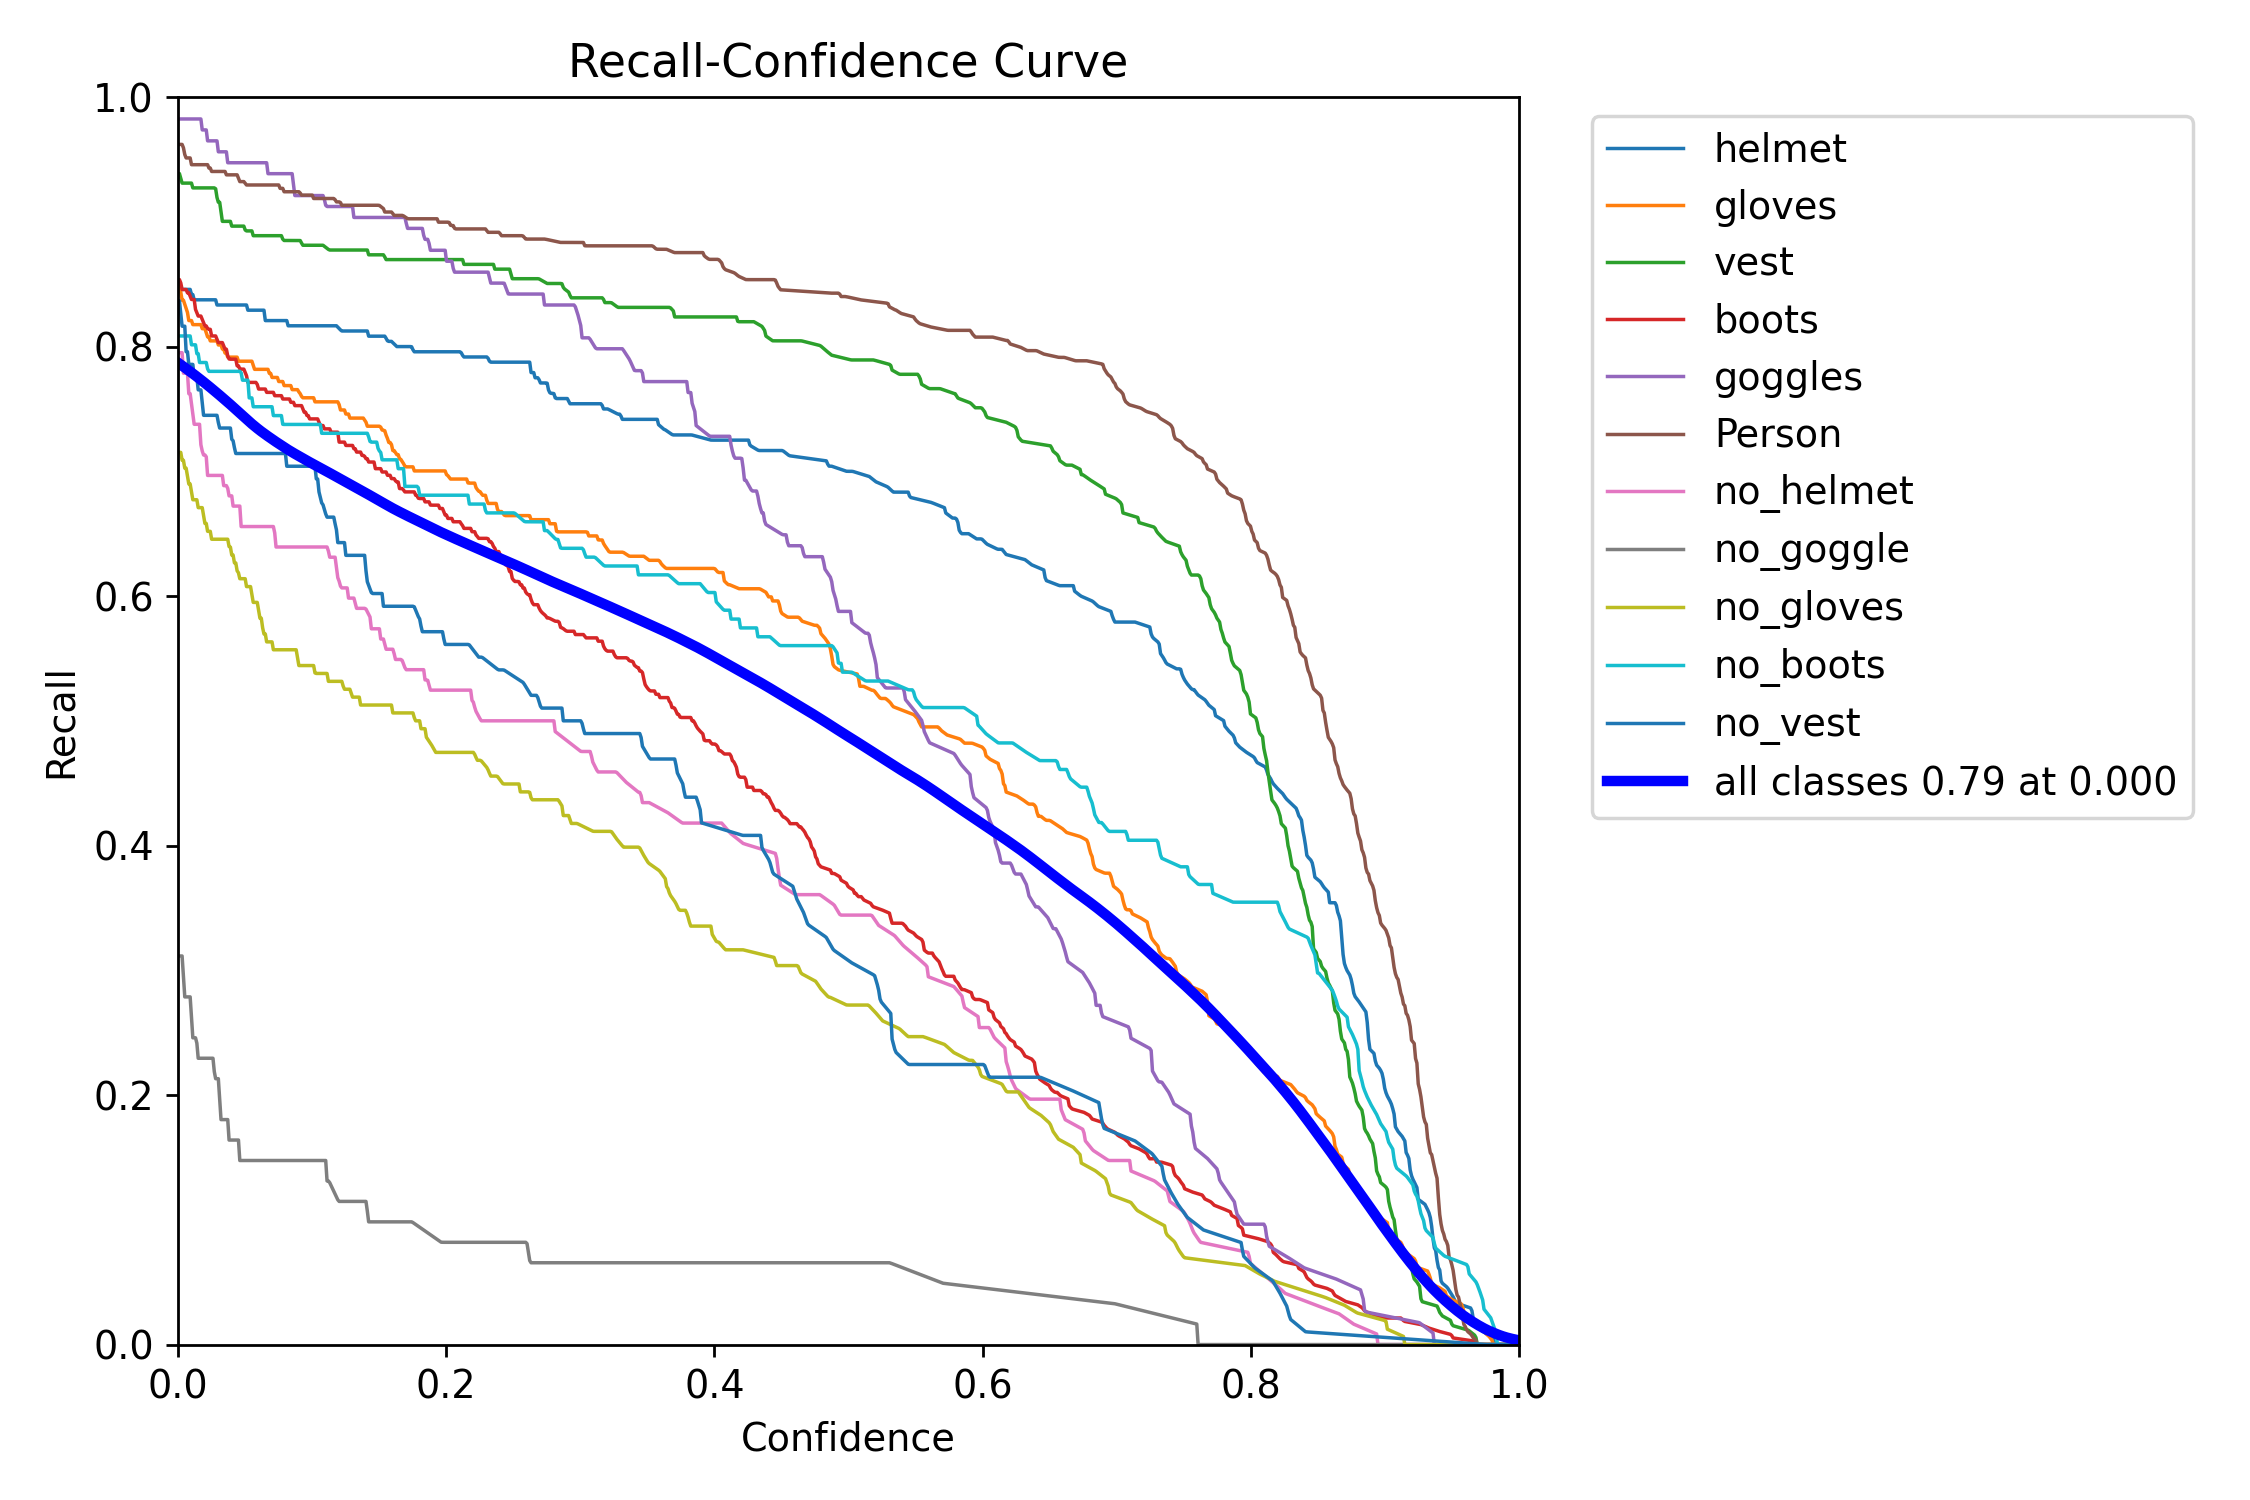 Recall-Confidence Curve
1.0
0.8
0.6
0.4
0.2
0.0
Recall
0.0 0.2 0.4 0.6 0.8 1.0
Confidence
helmet
gloves
vest
boots
goggles
Person
no_helmet
no_goggle
no_gloves
no_boots
no_vest
all classes 0.79 at 0.000